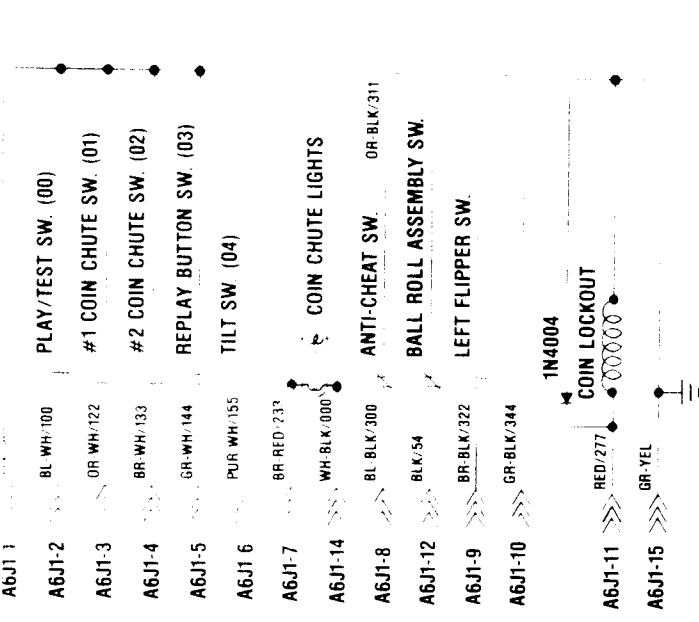 A6J1 1
A6J1-2 BL-WH/100 PLAY/TEST SW. (00)
A6J1-3 OR WH/122 #1 COIN CHUTE SW. (01)
A6J1-4 BR-WH/133 #2 COIN CHUTE SW. (02)
A6J1-5 GR-WH/144 REPLAY BUTTON SW. (03)
A6J1 6 PUR WH/155 TILT SW (04)
A6J1-7 BR-RED/233
COIN CHUTE LIGHTS
A6J1-14 WH-BLK/000
A6J1-8 BL-BLK/300 ANTI-CHEAT SW. OR-BLK/311
A6J1-12 BLK/54 BALL ROLL ASSEMBLY SW.
A6J1-9 BR-BLK/322 LEFT FLIPPER SW.
A6J1-10 GR-BLK/344
1N4004
COIN LOCKOUT
A6J1-11 RED/277
A6J1-15 GR-YEL